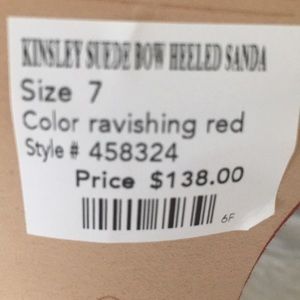 KINSLEY SUEDE BOW HEELED SANDA
Size 7
Color ravishing red
Style # 458324
Price $138.00
6F